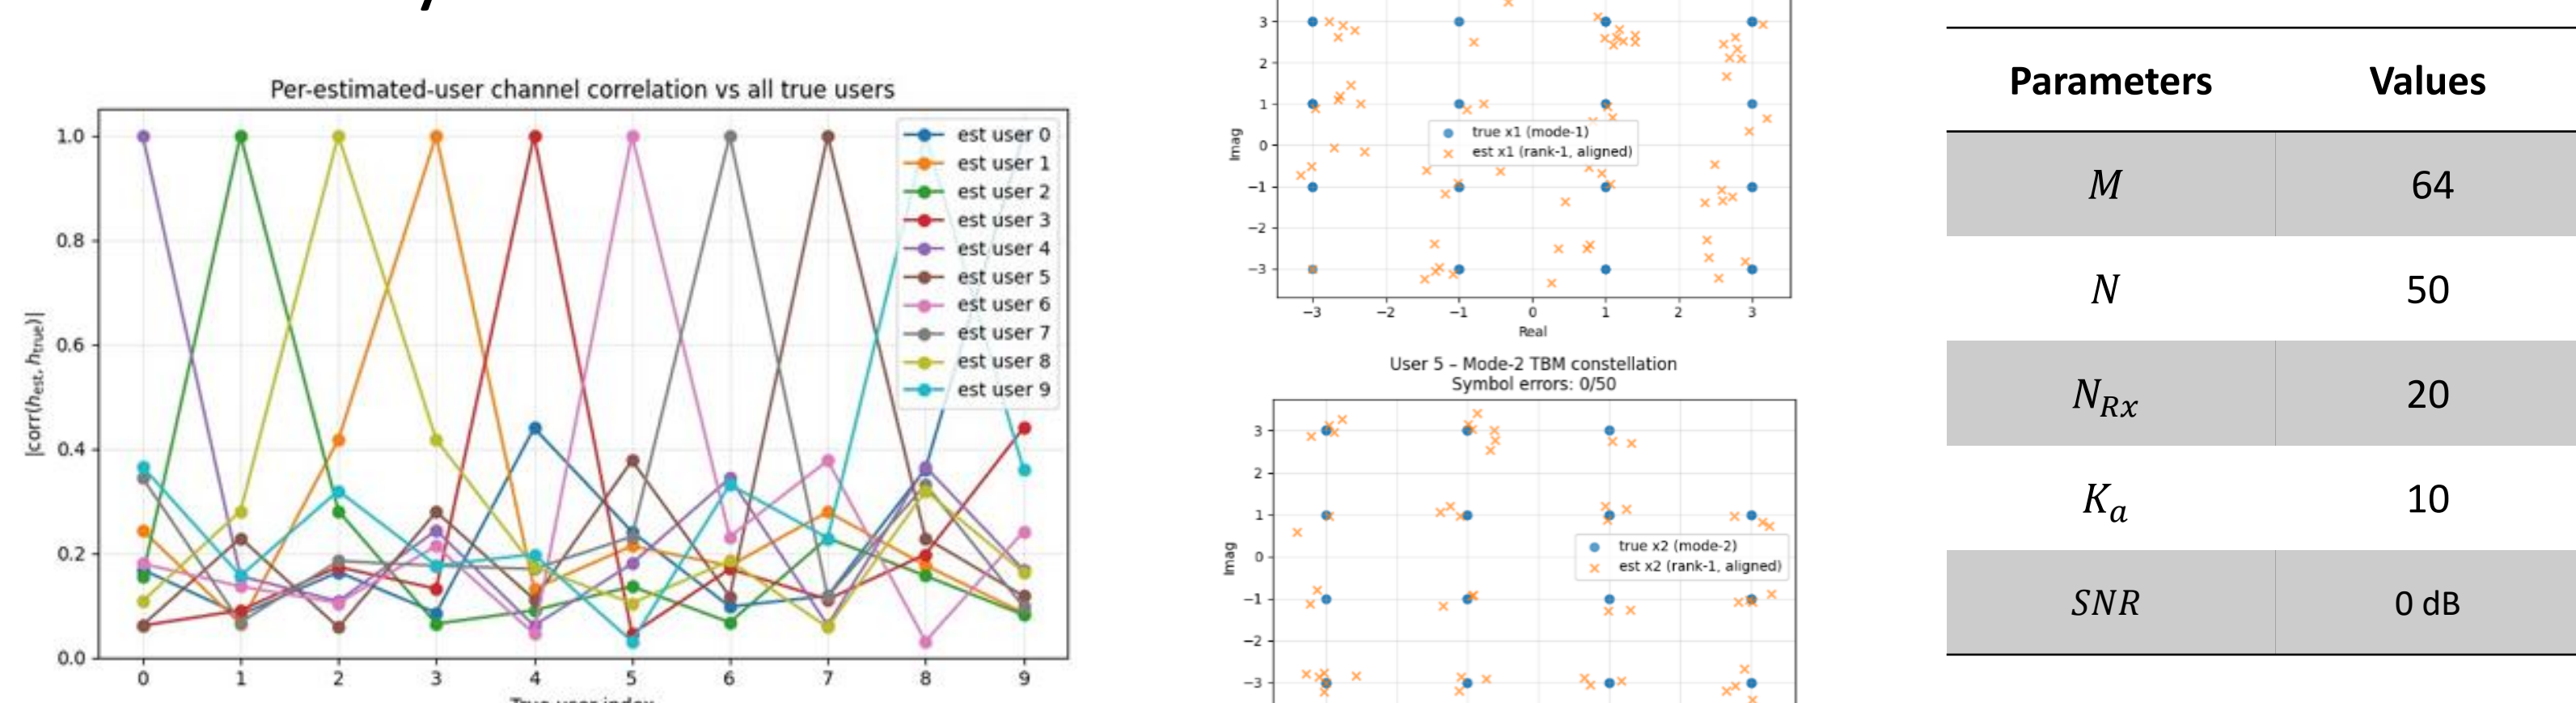 Per-estimated-user channel correlation vs all true users
|corr(h_est, h_true)|
1.0
0.8
0.6
0.4
0.2
0.0
0 1 2 3 4 5 6 7 8 9
est user 0
est user 1
est user 2
est user 3
est user 4
est user 5
est user 6
est user 7
est user 8
est user 9
Imag
3
2
1
0
−1
−2
−3
true x1 (mode-1)
est x1 (rank-1, aligned)
−3 −2 −1 0 1 2 3
Real
User 5 – Mode-2 TBM constellation
Symbol errors: 0/50
Imag
3
2
1
0
−1
−2
−3
true x2 (mode-2)
est x2 (rank-1, aligned)
Parameters Values
M 64
N 50
N_Rx 20
K_a 10
SNR 0 dB